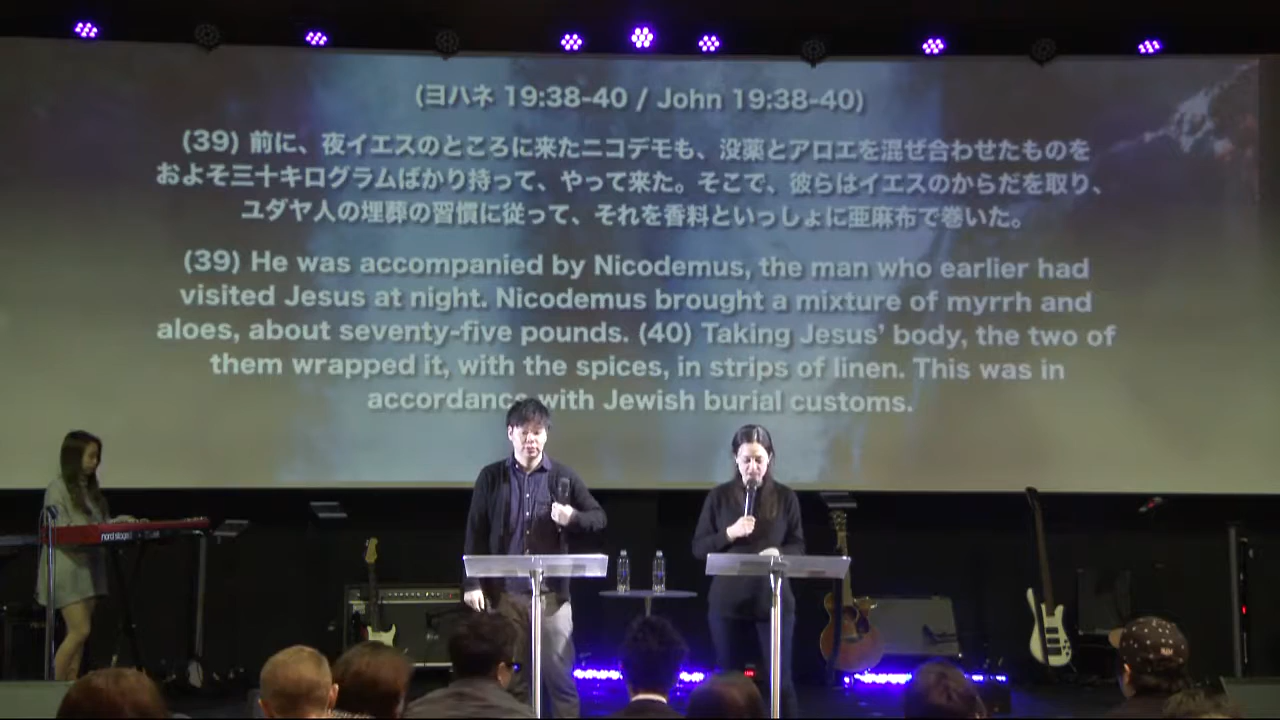 (ヨハネ 19:38-40 / John 19:38-40)
(39) 前に、夜イエスのところに来たニコデモも、没薬とアロエを混ぜ合わせたものを
およそ三十キログラムばかり持って、やって来た。そこで、彼らはイエスのからだを取り、
ユダヤ人の埋葬の習慣に従って、それを香料といっしょに亜麻布で巻いた。
(39) He was accompanied by Nicodemus, the man who earlier had
visited Jesus at night. Nicodemus brought a mixture of myrrh and
aloes, about seventy-five pounds. (40) Taking Jesus’ body, the two of
them wrapped it, with the spices, in strips of linen. This was in
accordance with Jewish burial customs.
nord stage